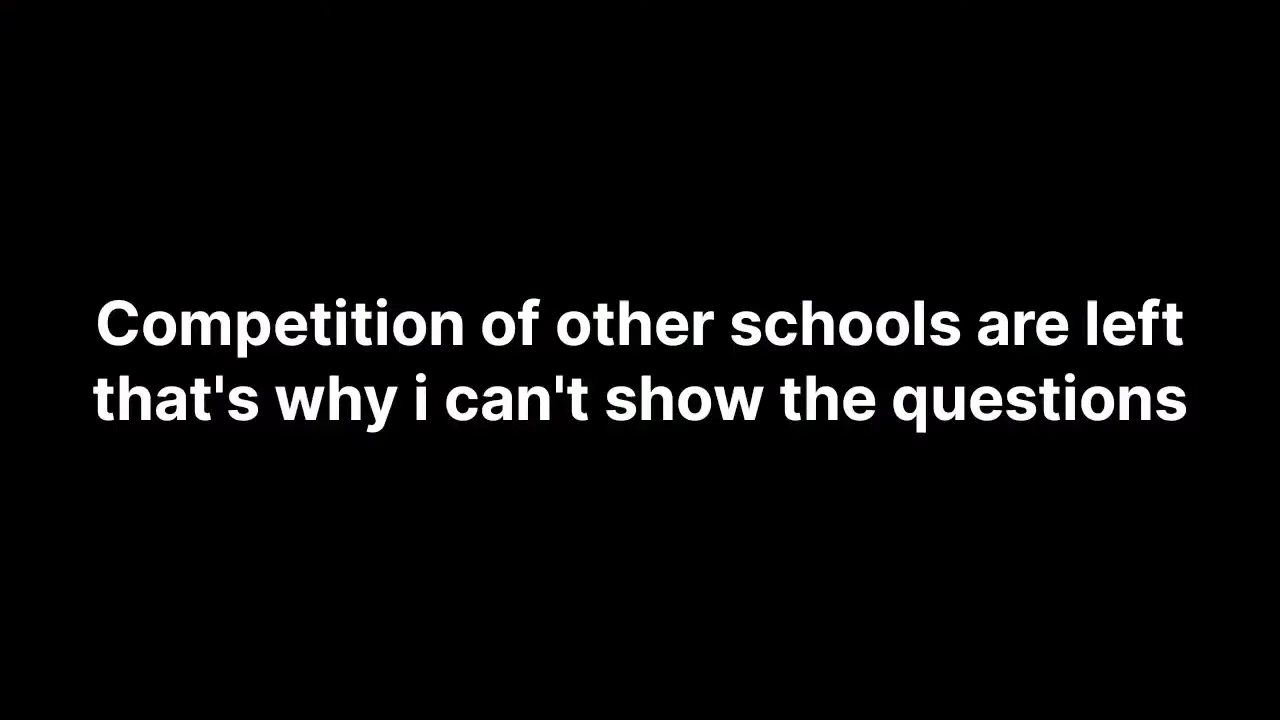 Competition of other schools are left
that's why i can't show the questions